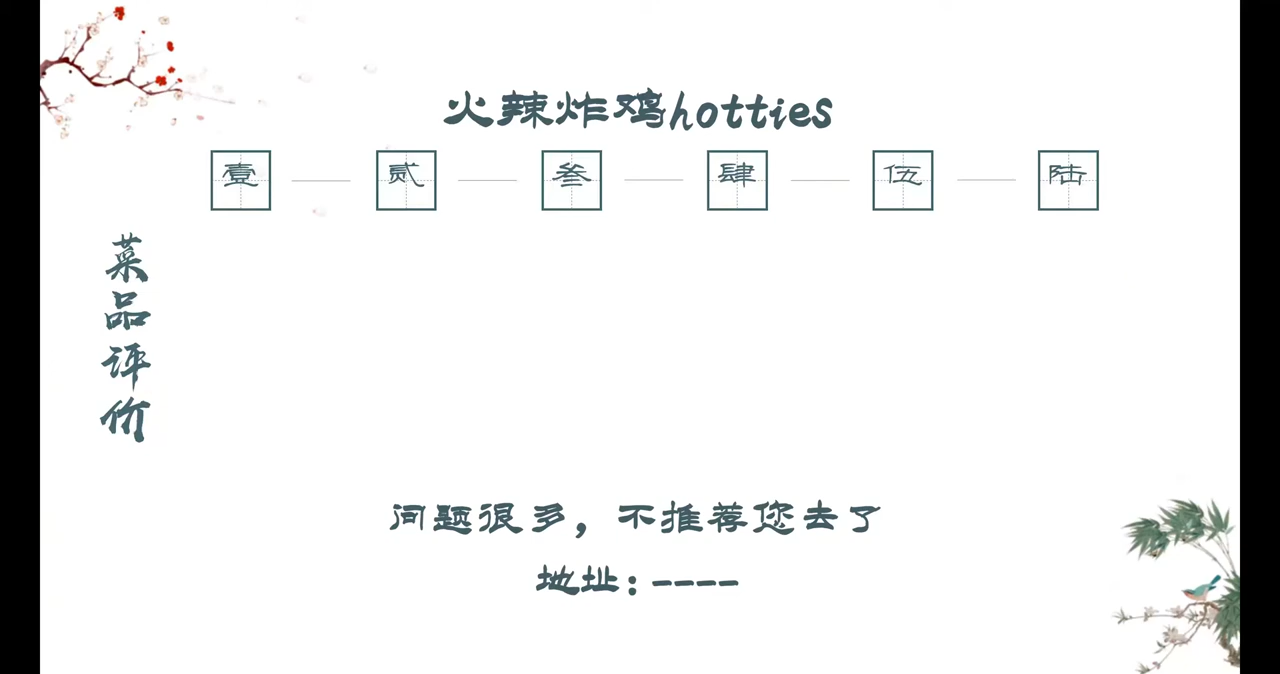 火辣炸鸡hotties
壹 贰 叁 肆 伍 陆
菜品评价
问题很多，不推荐您去了
地址：----